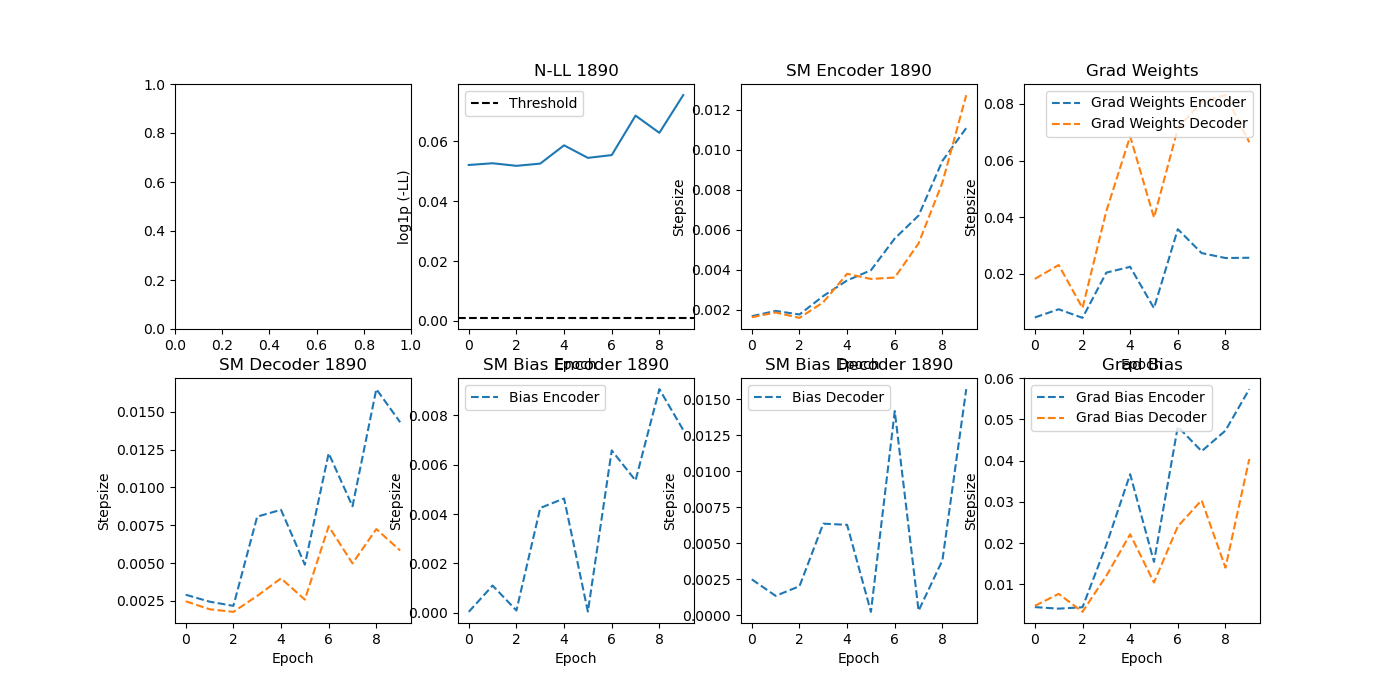 N-LL 1890
SM Encoder 1890
Grad Weights
1.0
0.8
0.6
0.4
0.2
0.0
0.0 0.2 0.4 0.6 0.8 1.0
log1p (-LL)
0.06
0.04
0.02
0.00
Threshold
0 2 4 6 8
Epoch
Stepsize
0.012
0.010
0.008
0.006
0.004
0.002
0 2 4 6 8
Epoch
Stepsize
0.08
0.06
0.04
0.02
Grad Weights Encoder
Grad Weights Decoder
0 2 4 6 8
Epoch
SM Decoder 1890
Stepsize
0.0150
0.0125
0.0100
0.0075
0.0050
0.0025
0 2 4 6 8
Epoch
SM Bias Encoder 1890
Stepsize
0.008
0.006
0.004
0.002
0.000
Bias Encoder
0 2 4 6 8
Epoch
SM Bias Decoder 1890
Stepsize
0.0150
0.0125
0.0100
0.0075
0.0050
0.0025
0.0000
Bias Decoder
0 2 4 6 8
Epoch
Grad Bias
Stepsize
0.06
0.05
0.04
0.03
0.02
0.01
Grad Bias Encoder
Grad Bias Decoder
0 2 4 6 8
Epoch